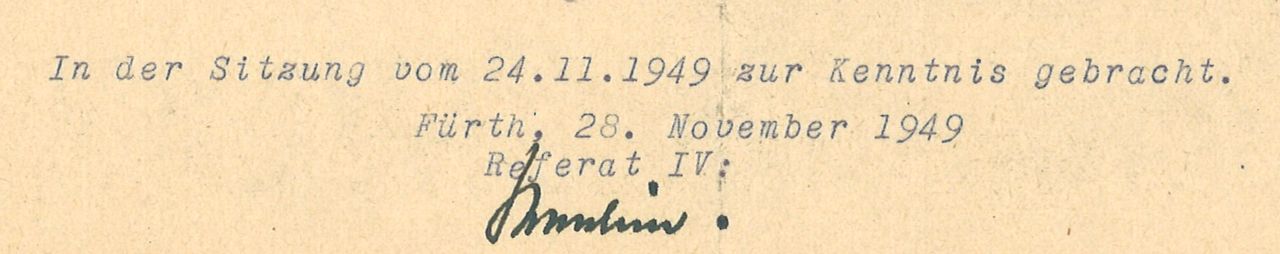 In der Sitzung vom 24.11.1949 zur Kenntnis gebracht.
Fürth, 28. November 1949
Referat IV: